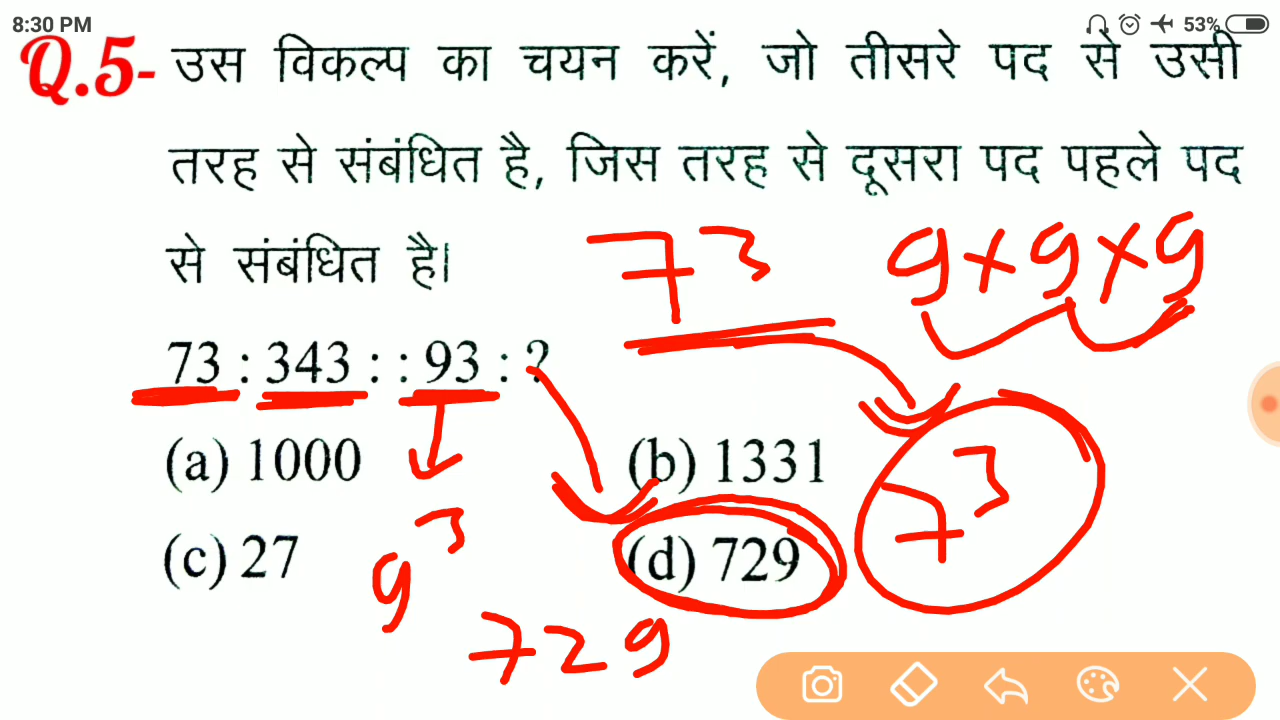 8:30 PM 53%
Q.5- उस विकल्प का चयन करें, जो तीसरे पद से उसी
तरह से संबंधित है, जिस तरह से दूसरा पद पहले पद
से संबंधित है।
7³ 9×9×9
73 : 343 : : 93 : ?
(a) 1000 (b) 1331
7³
9³
(c) 27 (d) 729
729